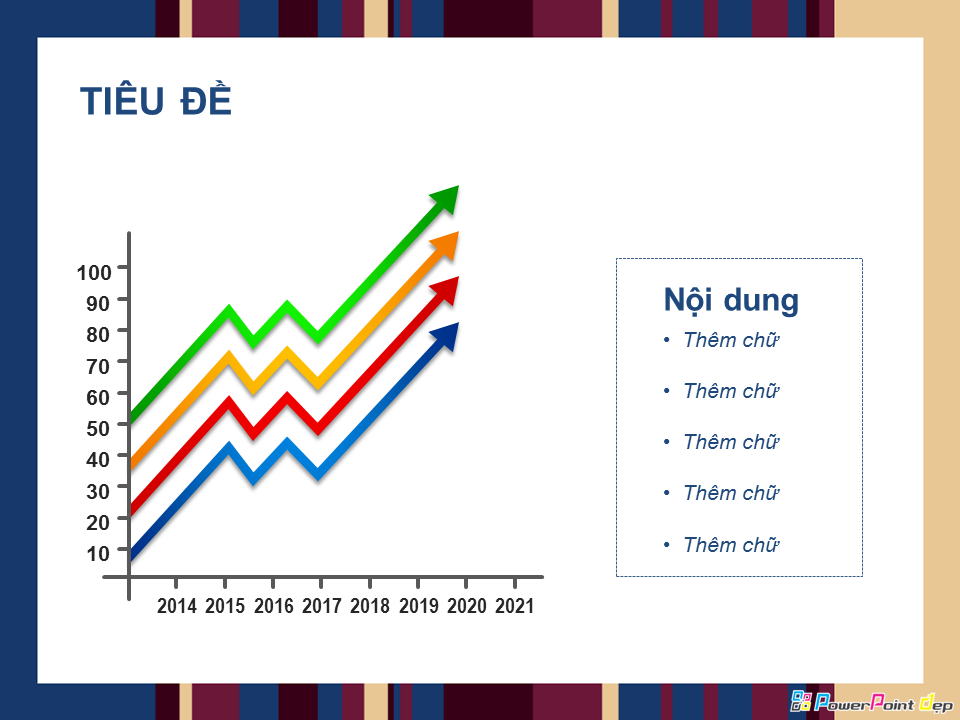 TIÊU ĐỀ
100
90
80
70
60
50
40
30
20
10
2014 2015 2016 2017 2018 2019 2020 2021
Nội dung
• Thêm chữ
• Thêm chữ
• Thêm chữ
• Thêm chữ
• Thêm chữ
PowerPoint đẹp